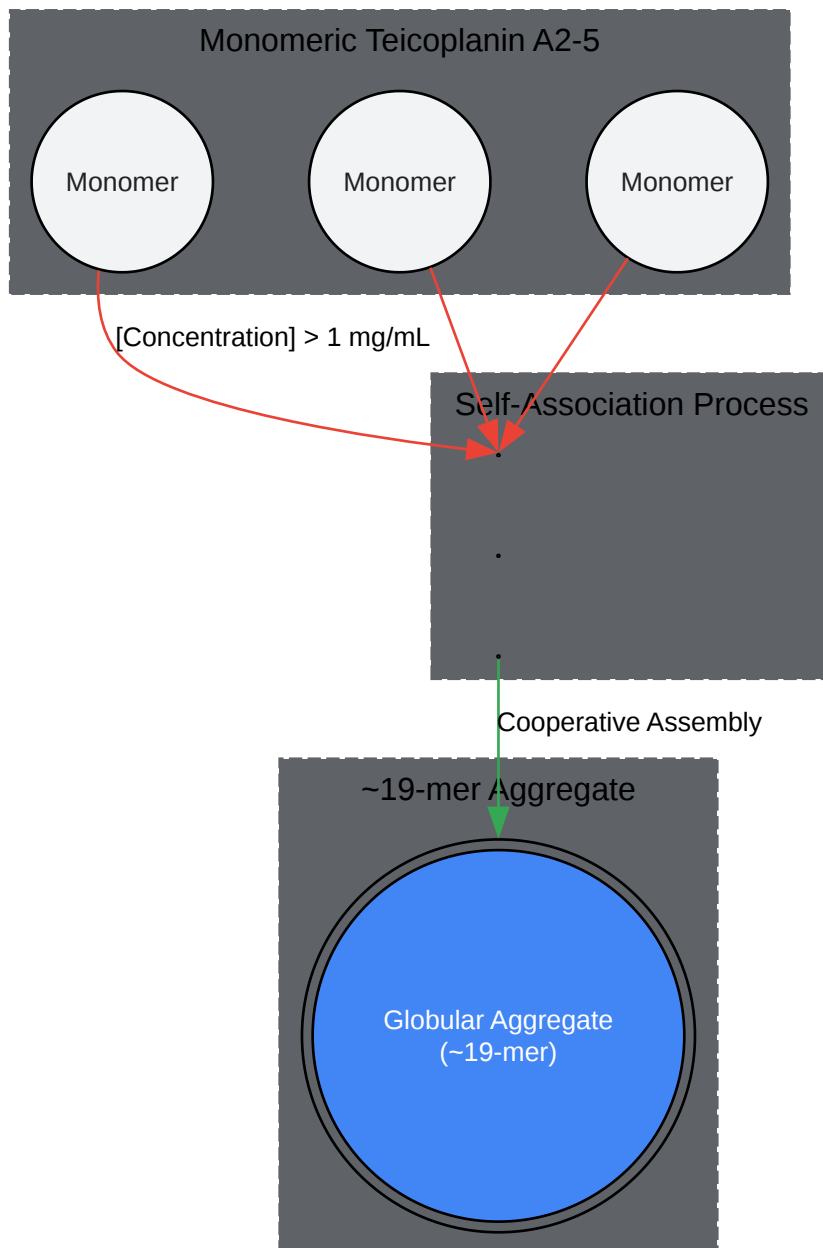 Monomeric Teicoplanin A2-5
Monomer
Monomer
Monomer
[Concentration] > 1 mg/mL
Self-Association Process
Cooperative Assembly
~19-mer Aggregate
Globular Aggregate
(~19-mer)